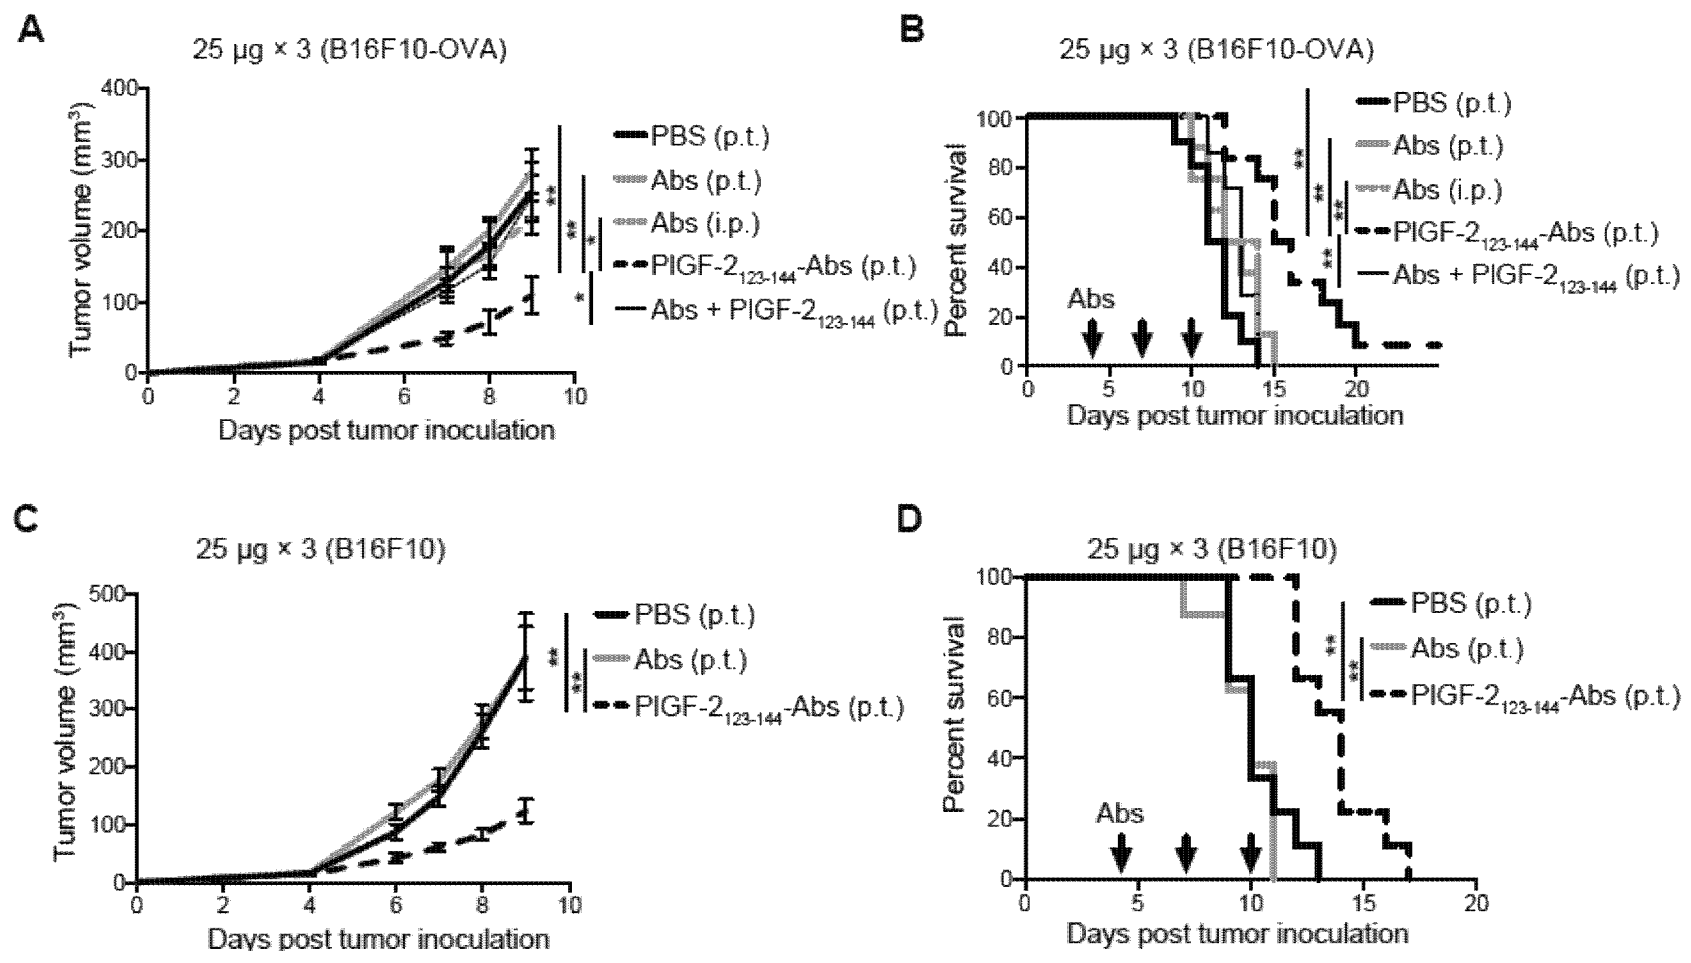 A
25 µg × 3 (B16F10-OVA)
400
300
200
100
0
0 2 4 6 8 10
Tumor volume (mm³)
Days post tumor inoculation
PBS (p.t.)
Abs (p.t.)
Abs (i.p.)
PlGF-2123-144-Abs (p.t.)
Abs + PlGF-2123-144 (p.t.)
**
**
*
*
B
25 µg × 3 (B16F10-OVA)
100
80
60
40
20
0
0 5 10 15 20
Percent survival
Days post tumor inoculation
Abs
PBS (p.t.)
Abs (p.t.)
Abs (i.p.)
PlGF-2123-144-Abs (p.t.)
Abs + PlGF-2123-144 (p.t.)
**
**
**
**
C
25 µg × 3 (B16F10)
500
400
300
200
100
0
0 2 4 6 8 10
Tumor volume (mm³)
Days post tumor inoculation
PBS (p.t.)
Abs (p.t.)
PlGF-2123-144-Abs (p.t.)
**
**
D
25 µg × 3 (B16F10)
100
80
60
40
20
0
0 5 10 15 20
Percent survival
Days post tumor inoculation
Abs
PBS (p.t.)
Abs (p.t.)
PlGF-2123-144-Abs (p.t.)
**
**